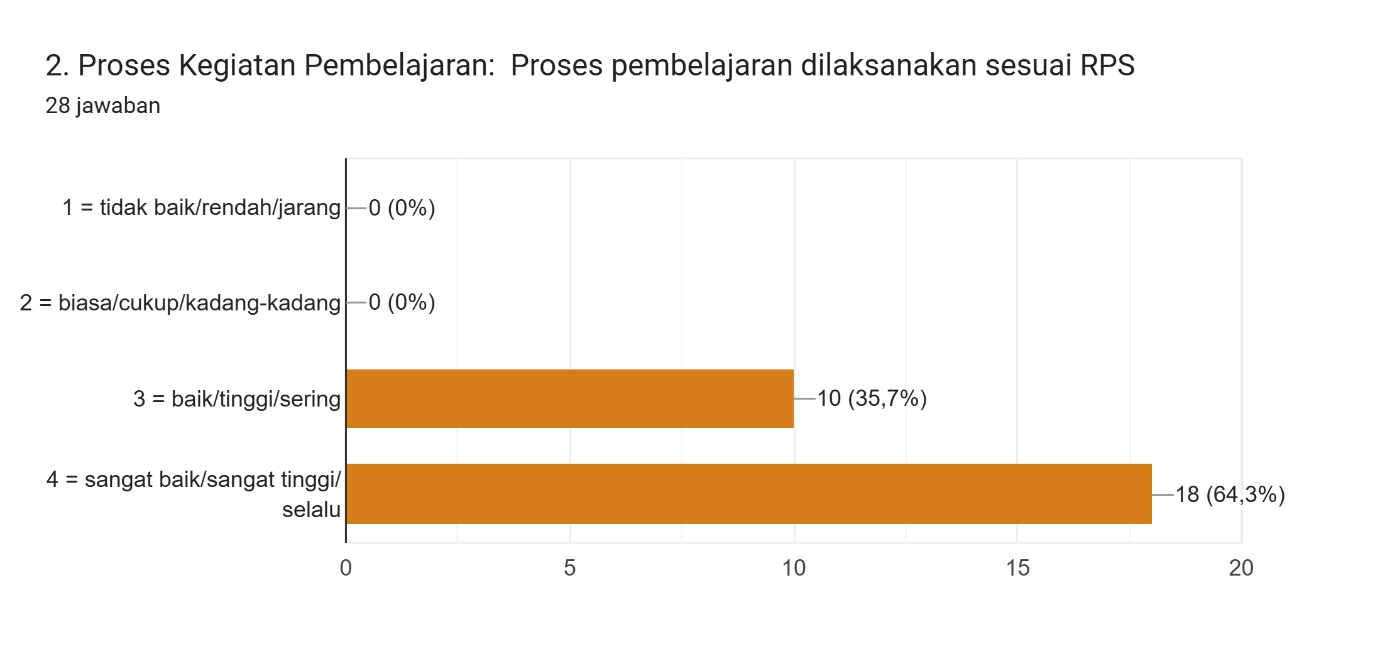 2. Proses Kegiatan Pembelajaran:  Proses pembelajaran dilaksanakan sesuai RPS
28 jawaban
1 = tidak baik/rendah/jarang 0 (0%)
2 = biasa/cukup/kadang-kadang 0 (0%)
3 = baik/tinggi/sering 10 (35,7%)
4 = sangat baik/sangat tinggi/
selalu 18 (64,3%)
0 5 10 15 20